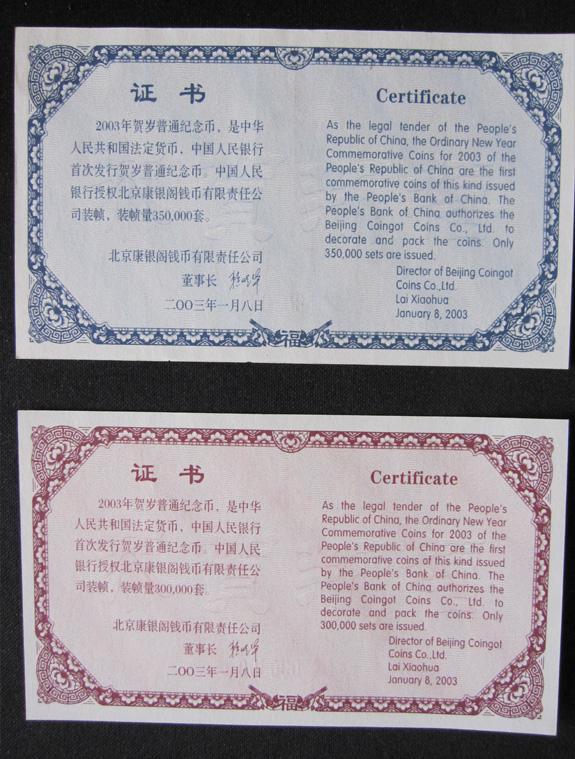 证书
2003年贺岁普通纪念币，是中华
人民共和国法定货币，中国人民银行
首次发行贺岁普通纪念币。中国人民
银行授权北京康银阁钱币有限责任公
司装帧，装帧量350,000套。
北京康银阁钱币有限责任公司
董事长
二〇〇三年一月八日
Certificate
As the legal tender of the People's
Republic of China, the Ordinary New Year
Commemorative Coins for 2003 of the
People's Republic of China are the first
commemorative coins of this kind issued
by the People's Bank of China. The
People's Bank of China authorizes the
Beijing Coingot Coins Co., Ltd. to
decorate and pack the coins. Only
350,000 sets are issued.
Director of Beijing Coingot
Coins Co.,Ltd.
Lai Xiaohua
January 8, 2003
福
证书
2003年贺岁普通纪念币，是中华
人民共和国法定货币，中国人民银行
首次发行贺岁普通纪念币。中国人民
银行授权北京康银阁钱币有限责任公
司装帧，装帧量300,000套。
北京康银阁钱币有限责任公司
董事长
二〇〇三年一月八日
Certificate
As the legal tender of the People's
Republic of China, the Ordinary New Year
Commemorative Coins for 2003 of the
People's Republic of China are the first
commemorative coins of this kind issued
by the People's Bank of China. The
People's Bank of China authorizes the
Beijing Coingot Coins Co., Ltd. to
decorate and pack the coins. Only
300,000 sets are issued.
Director of Beijing Coingot
Coins Co.,Ltd.
Lai Xiaohua
January 8, 2003
福